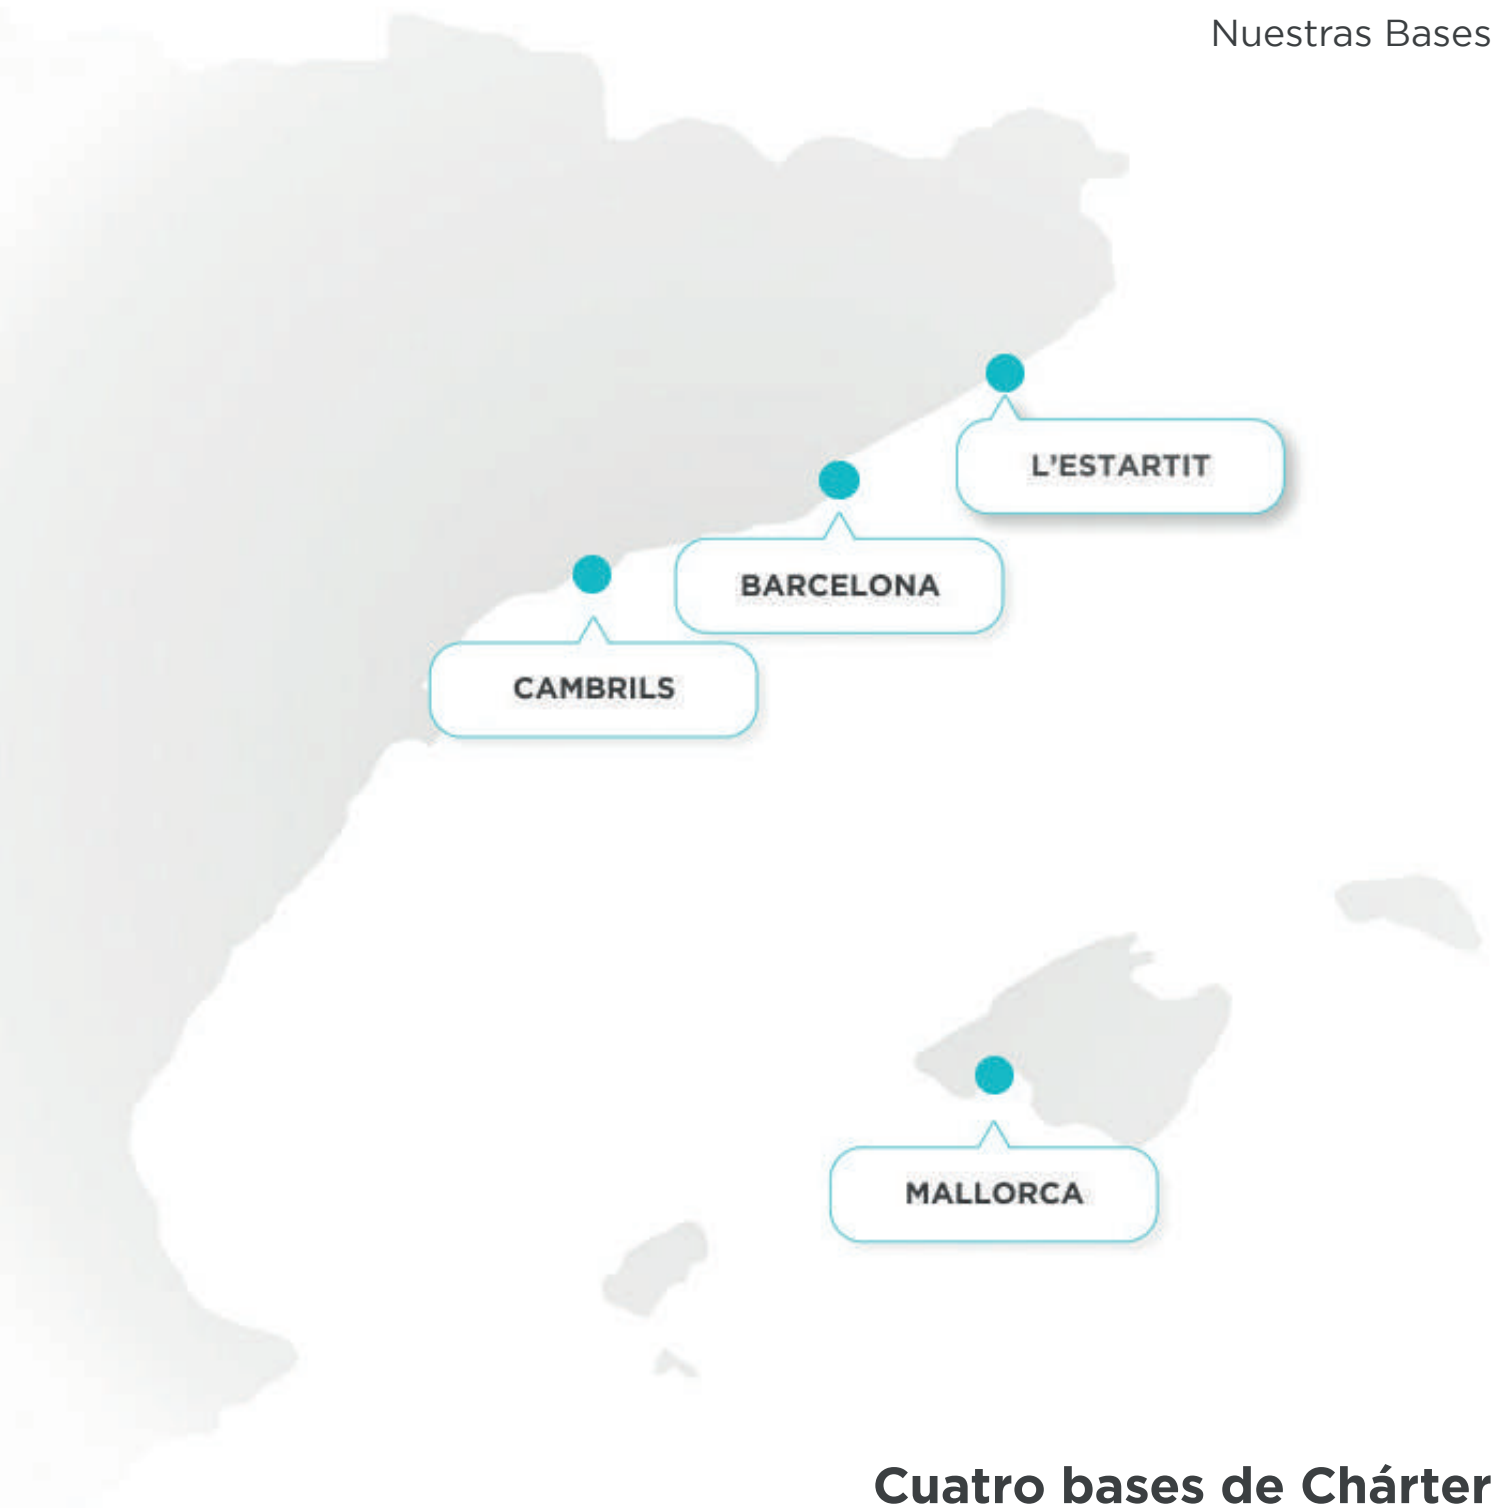 Nuestras Bases
L'ESTARTIT
BARCELONA
CAMBRILS
MALLORCA
Cuatro bases de Chárter